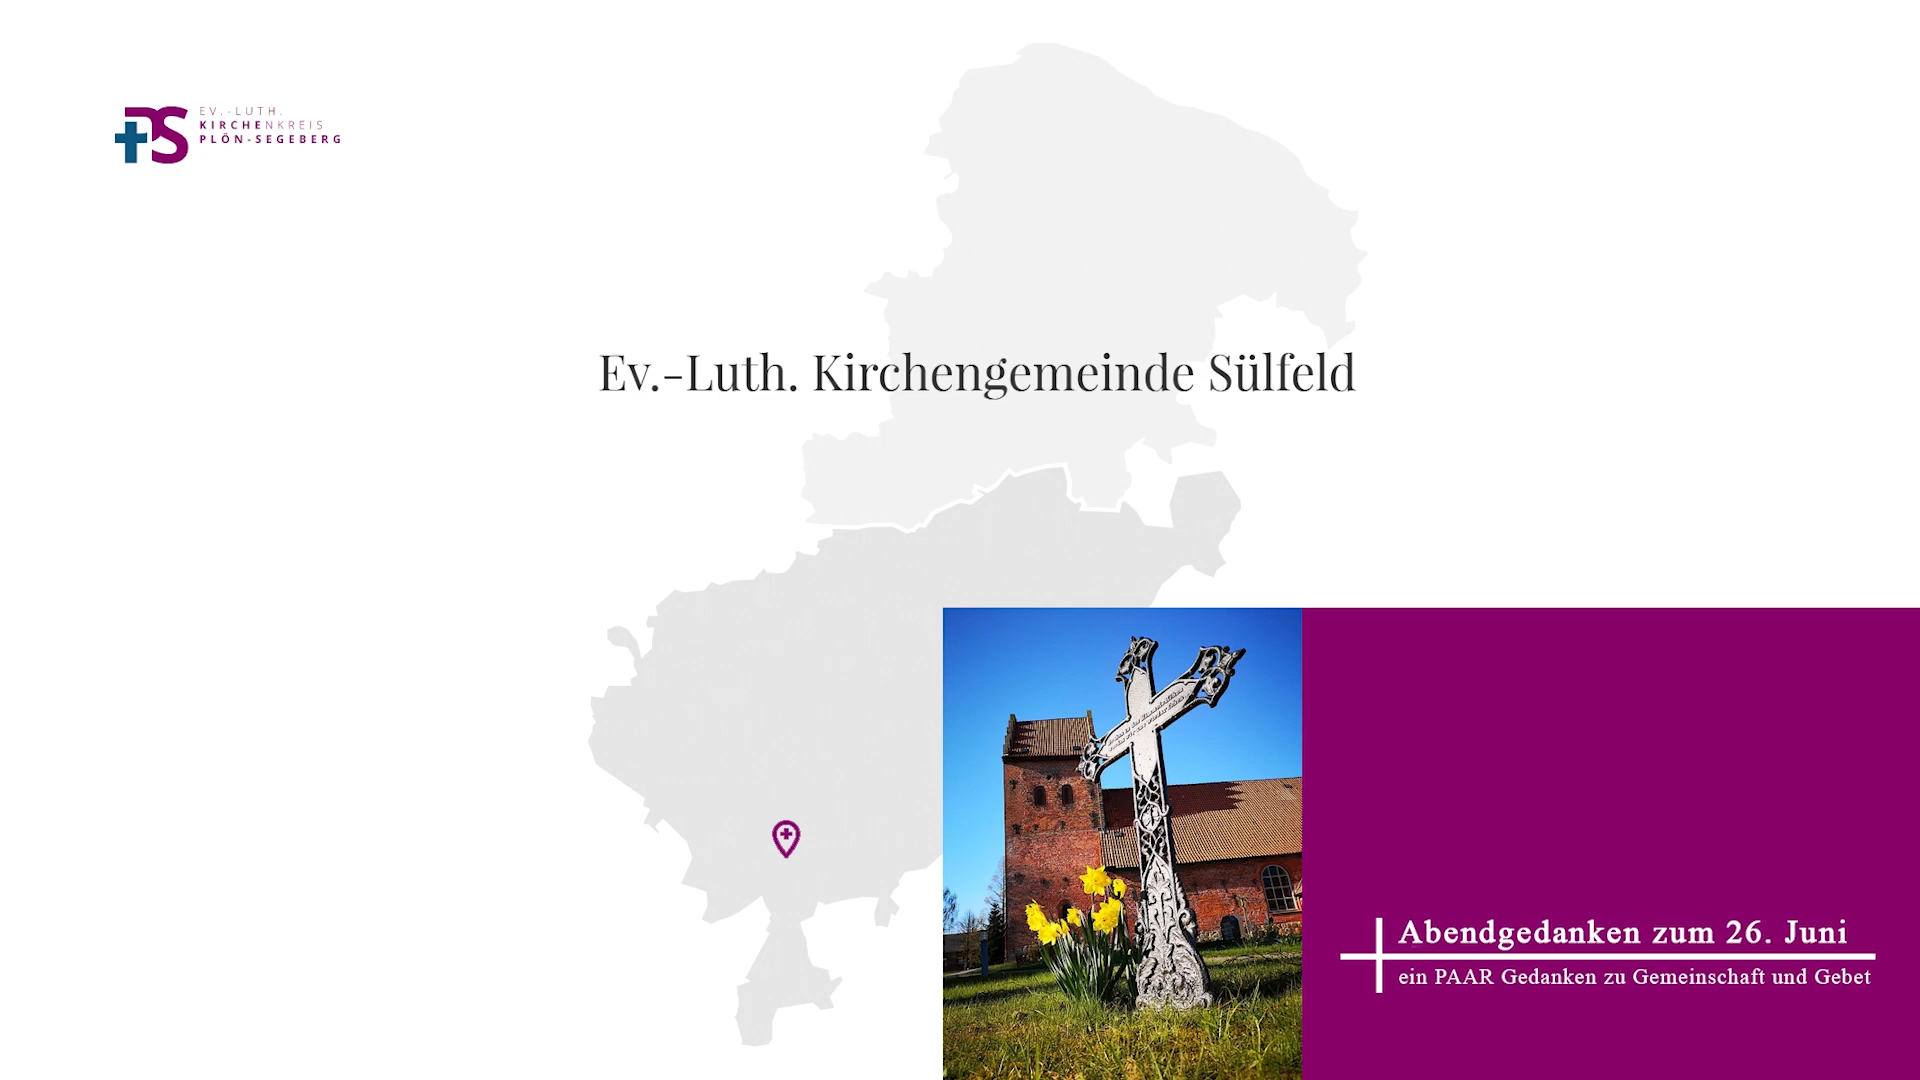 EV.-LUTH.
KIRCHENKREIS
PLÖN-SEGEBERG
Ev.-Luth. Kirchengemeinde Sülfeld
Abendgedanken zum 26. Juni
ein PAAR Gedanken zu Gemeinschaft und Gebet